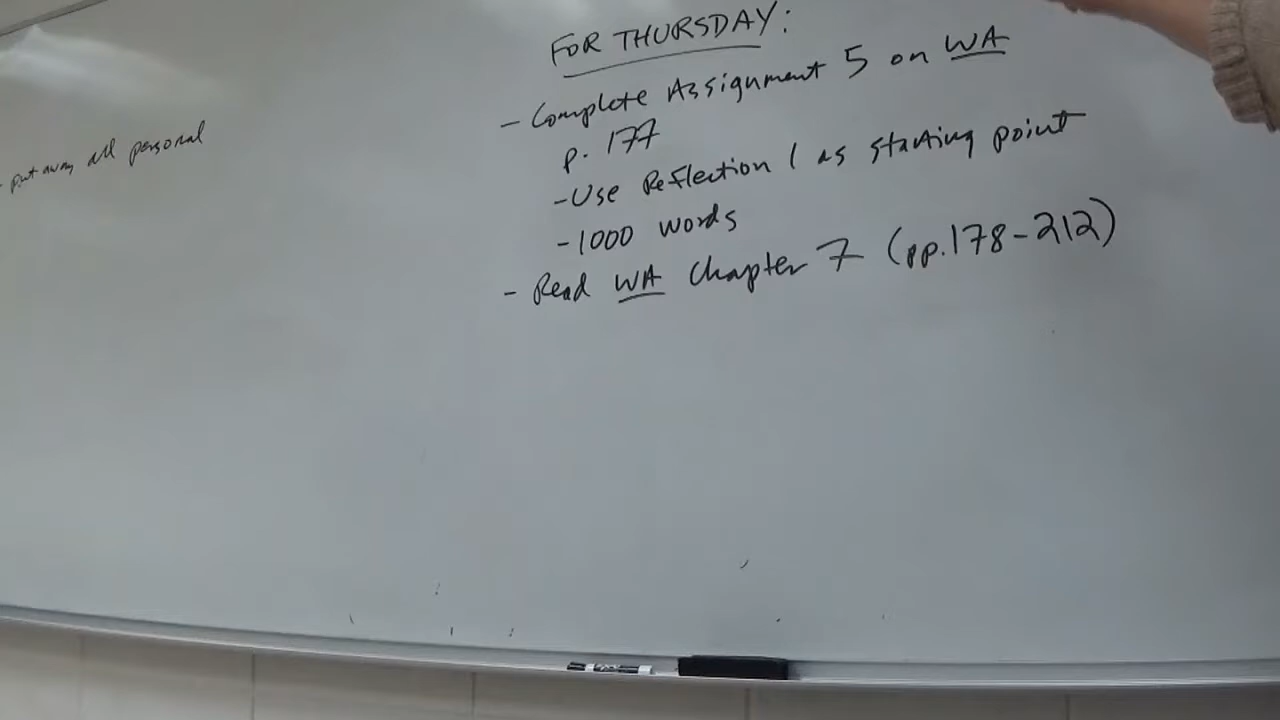 - put away all personal
FOR THURSDAY:
- Complete Assignment 5 on WA
p. 177
- Use Reflection 1 as starting point
- 1000 words
- Read WA Chapter 7 (pp. 178-212)